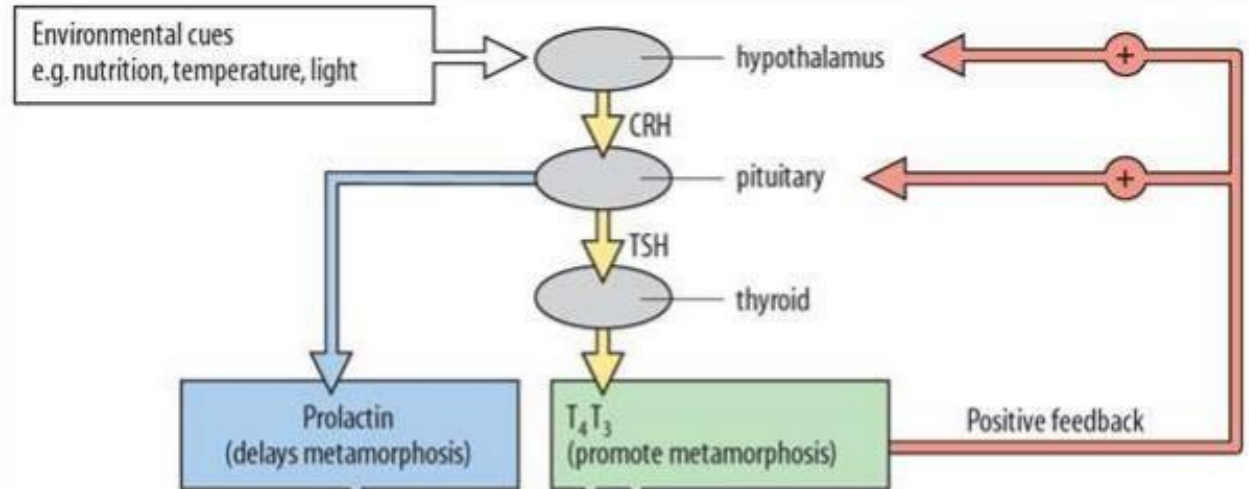 Environmental cues
e.g. nutrition, temperature, light
hypothalamus
+
CRH
pituitary
+
TSH
thyroid
Prolactin
(delays metamorphosis)
T₄T₃
(promote metamorphosis)
Positive feedback